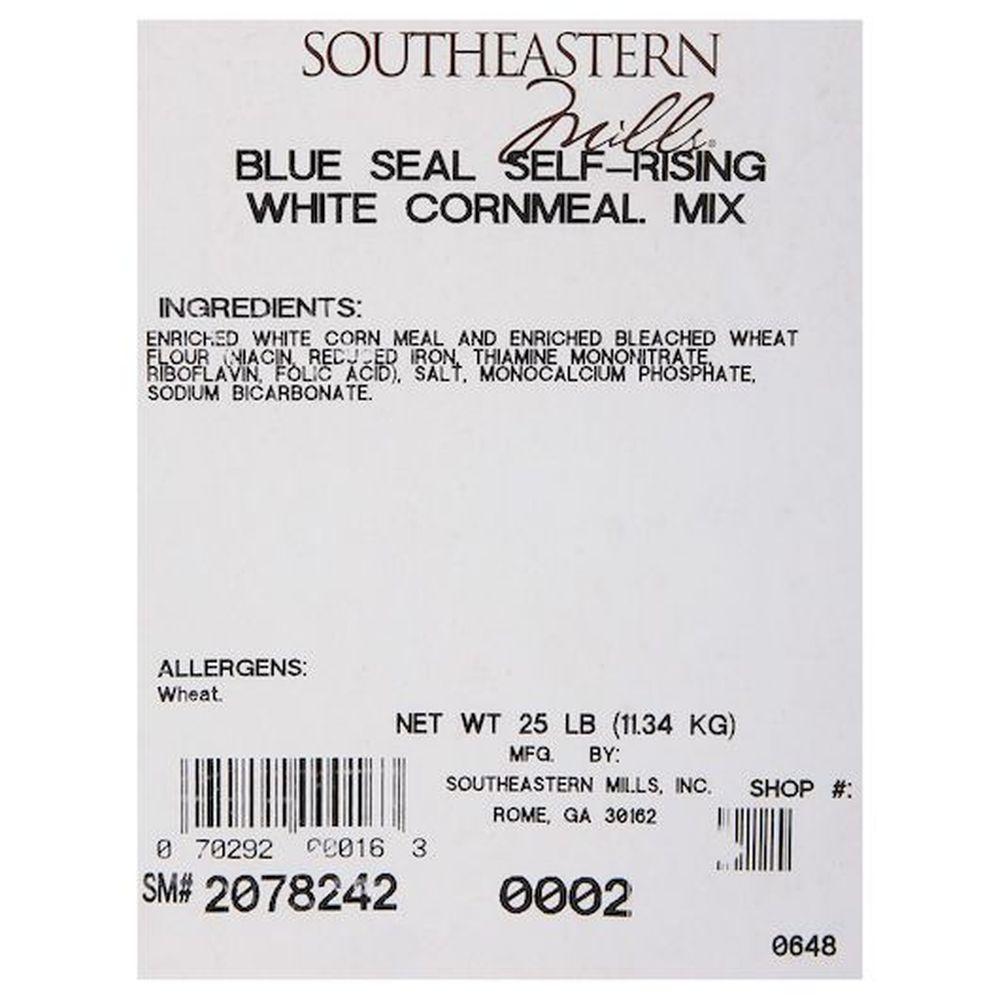 SOUTHEASTERN
Mills®
BLUE SEAL SELF-RISING
WHITE CORNMEAL. MIX
INGREDIENTS:
ENRICHED WHITE CORN MEAL AND ENRICHED BLEACHED WHEAT
FLOUR (NIACIN, REDUCED IRON, THIAMINE MONONITRATE,
RIBOFLAVIN, FOLIC ACID), SALT, MONOCALCIUM PHOSPHATE,
SODIUM BICARBONATE.
ALLERGENS:
Wheat.
NET WT 25 LB (11.34 KG)
MFG. BY:
SOUTHEASTERN MILLS, INC.
SHOP #:
ROME, GA 30162
0 70292 00016 3
SM# 2078242
0002
0648